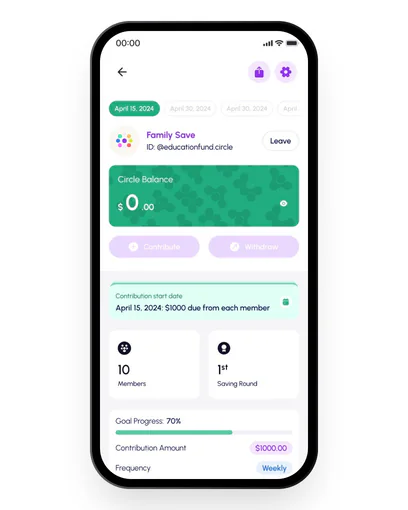 00:00
April 15, 2024 April 30, 2024 April 30, 2024 April
Family Save
ID: @educationfund.circle
Leave
Circle Balance
$ 0 .00
Contribute Withdraw
Contribution start date
April 15, 2024: $1000 due from each member
10 1st
Members Saving Round
Goal Progress: 70%
Contribution Amount $1000.00
Frequency Weekly